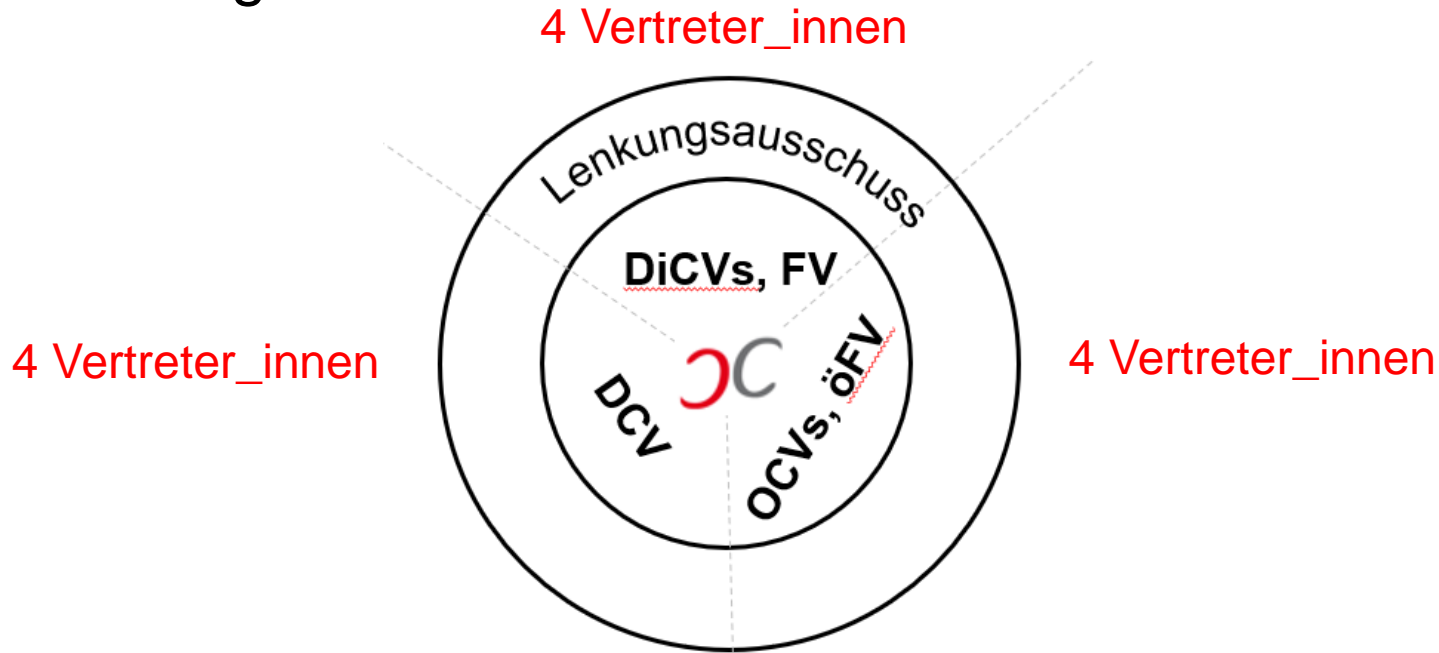 4 Vertreter_innen
Lenkungsausschuss
DiCVs, FV
4 Vertreter_innen
DCV
OCVs, öFV
4 Vertreter_innen